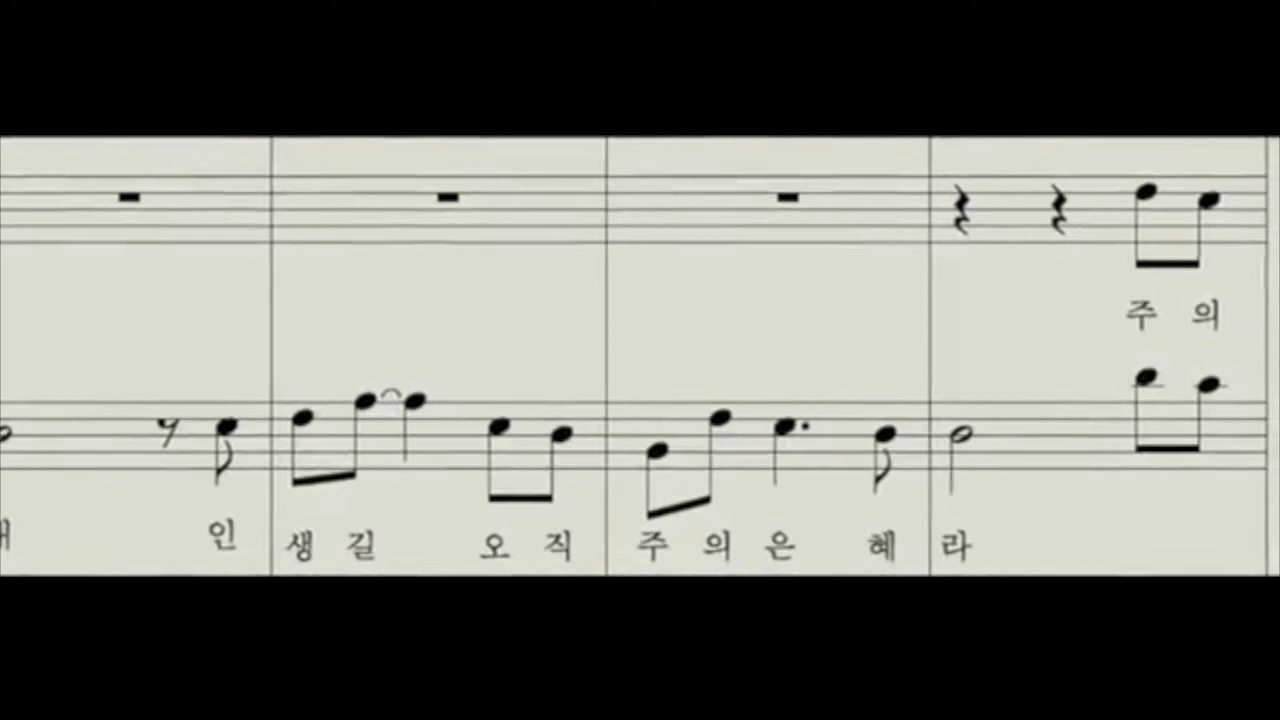 주 의
인 생 길 오 직 주 의 은 혜 라